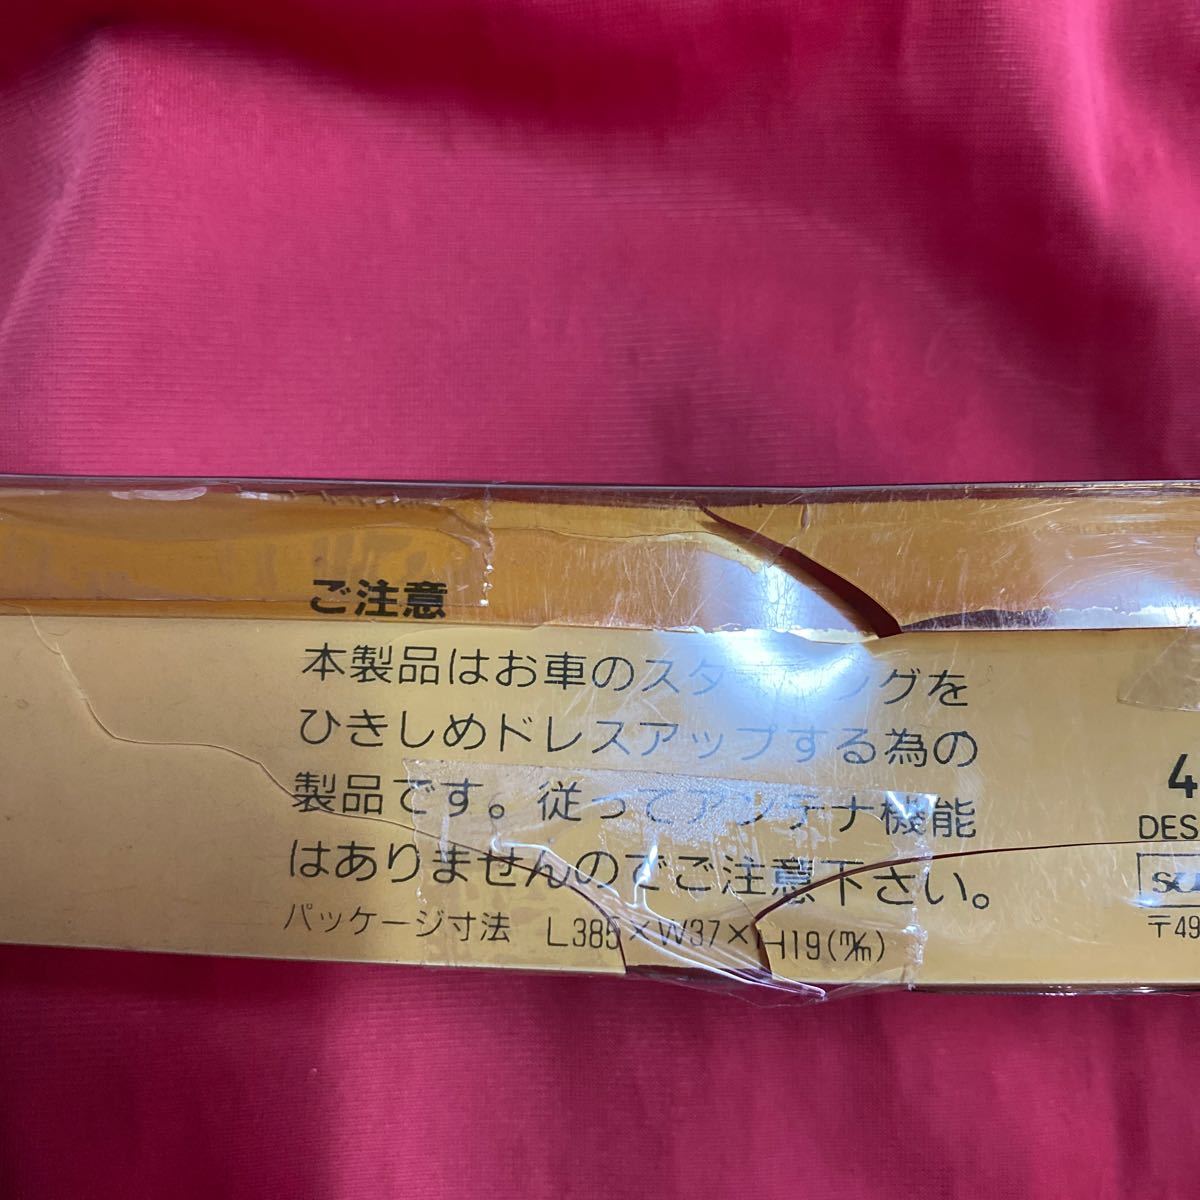 ご注意
本製品はお車のスタイリングを
ひきしめドレスアップする為の
製品です。従ってアンテナ機能
はありませんのでご注意下さい。
パッケージ寸法 L385×W37×H19(m/m)
4
DES
〒49